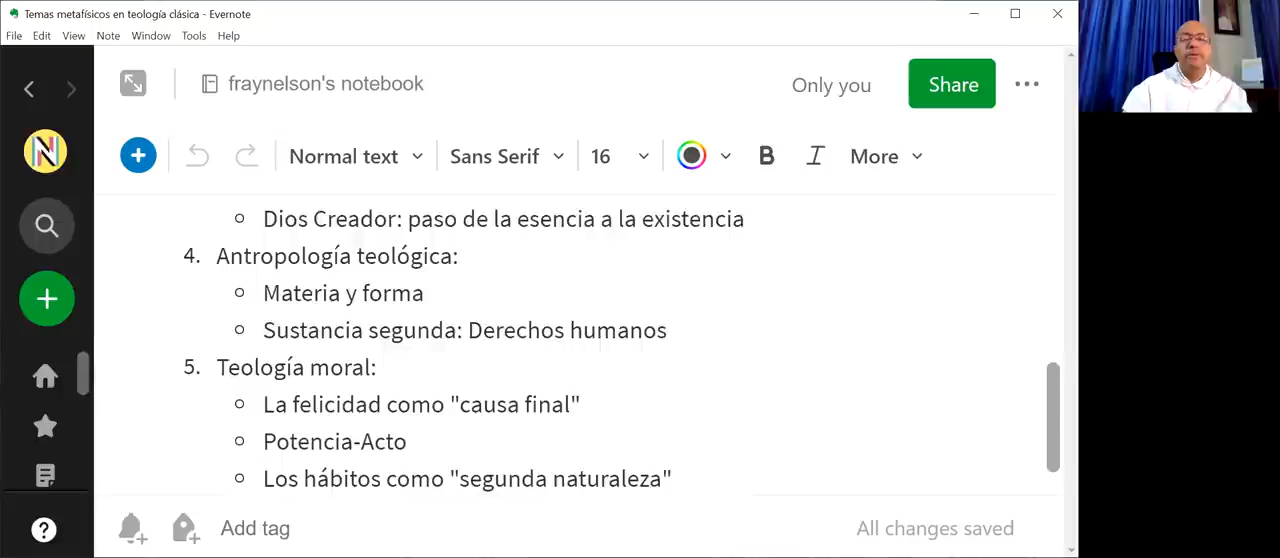 Temas metafísicos en teología clásica - Evernote
File Edit View Note Window Tools Help
fraynelson's notebook
Only you
Share
Normal text
Sans Serif
16
B
I
More
Dios Creador: paso de la esencia a la existencia
4. Antropología teológica:
Materia y forma
Sustancia segunda: Derechos humanos
5. Teología moral:
La felicidad como "causa final"
Potencia-Acto
Los hábitos como "segunda naturaleza"
Add tag
All changes saved